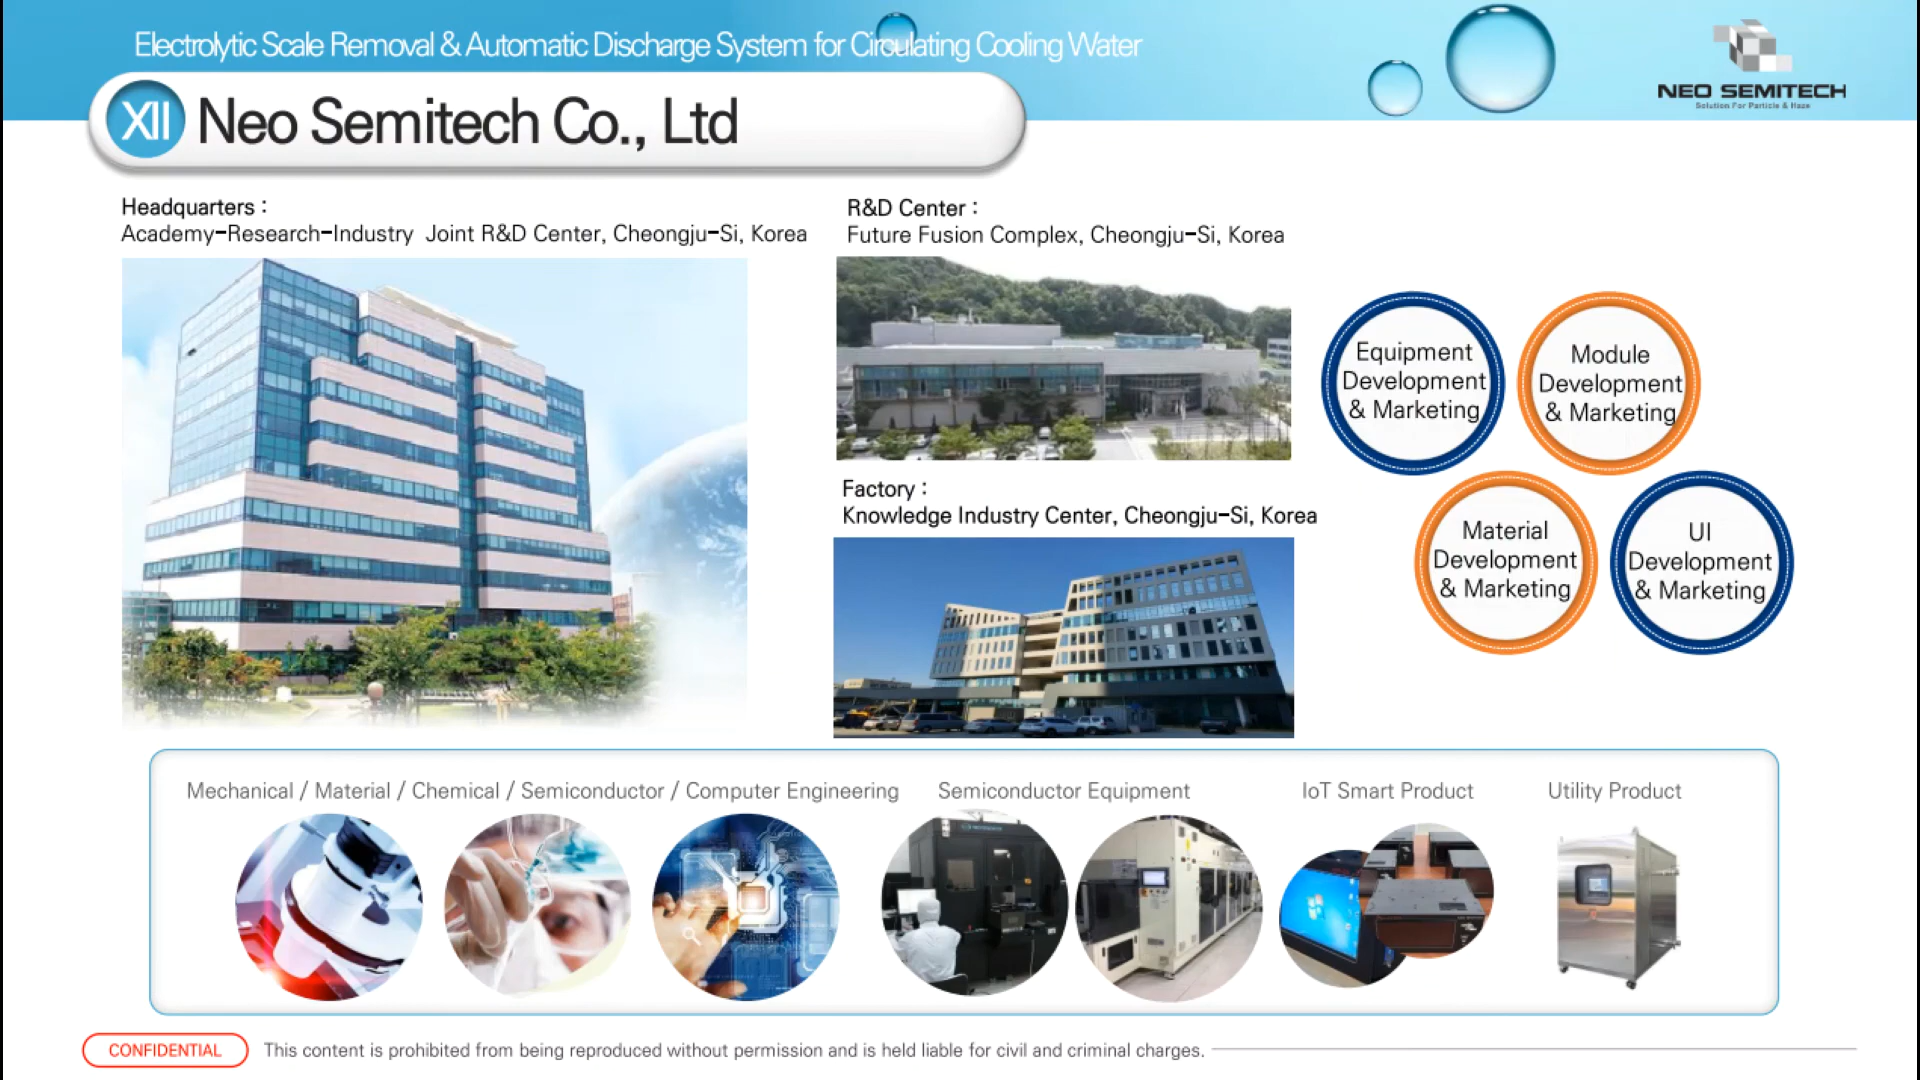 Electrolytic Scale Removal & Automatic Discharge System for Circulating Cooling Water
XII Neo Semitech Co., Ltd
NEO SEMITECH
Solution For Particle & Haze
Headquarters :
Academy-Research-Industry Joint R&D Center, Cheongju-Si, Korea
R&D Center :
Future Fusion Complex, Cheongju-Si, Korea
Factory :
Knowledge Industry Center, Cheongju-Si, Korea
Equipment
Development
& Marketing
Module
Development
& Marketing
Material
Development
& Marketing
UI
Development
& Marketing
Mechanical / Material / Chemical / Semiconductor / Computer Engineering
Semiconductor Equipment
IoT Smart Product
Utility Product
CONFIDENTIAL
This content is prohibited from being reproduced without permission and is held liable for civil and criminal charges.